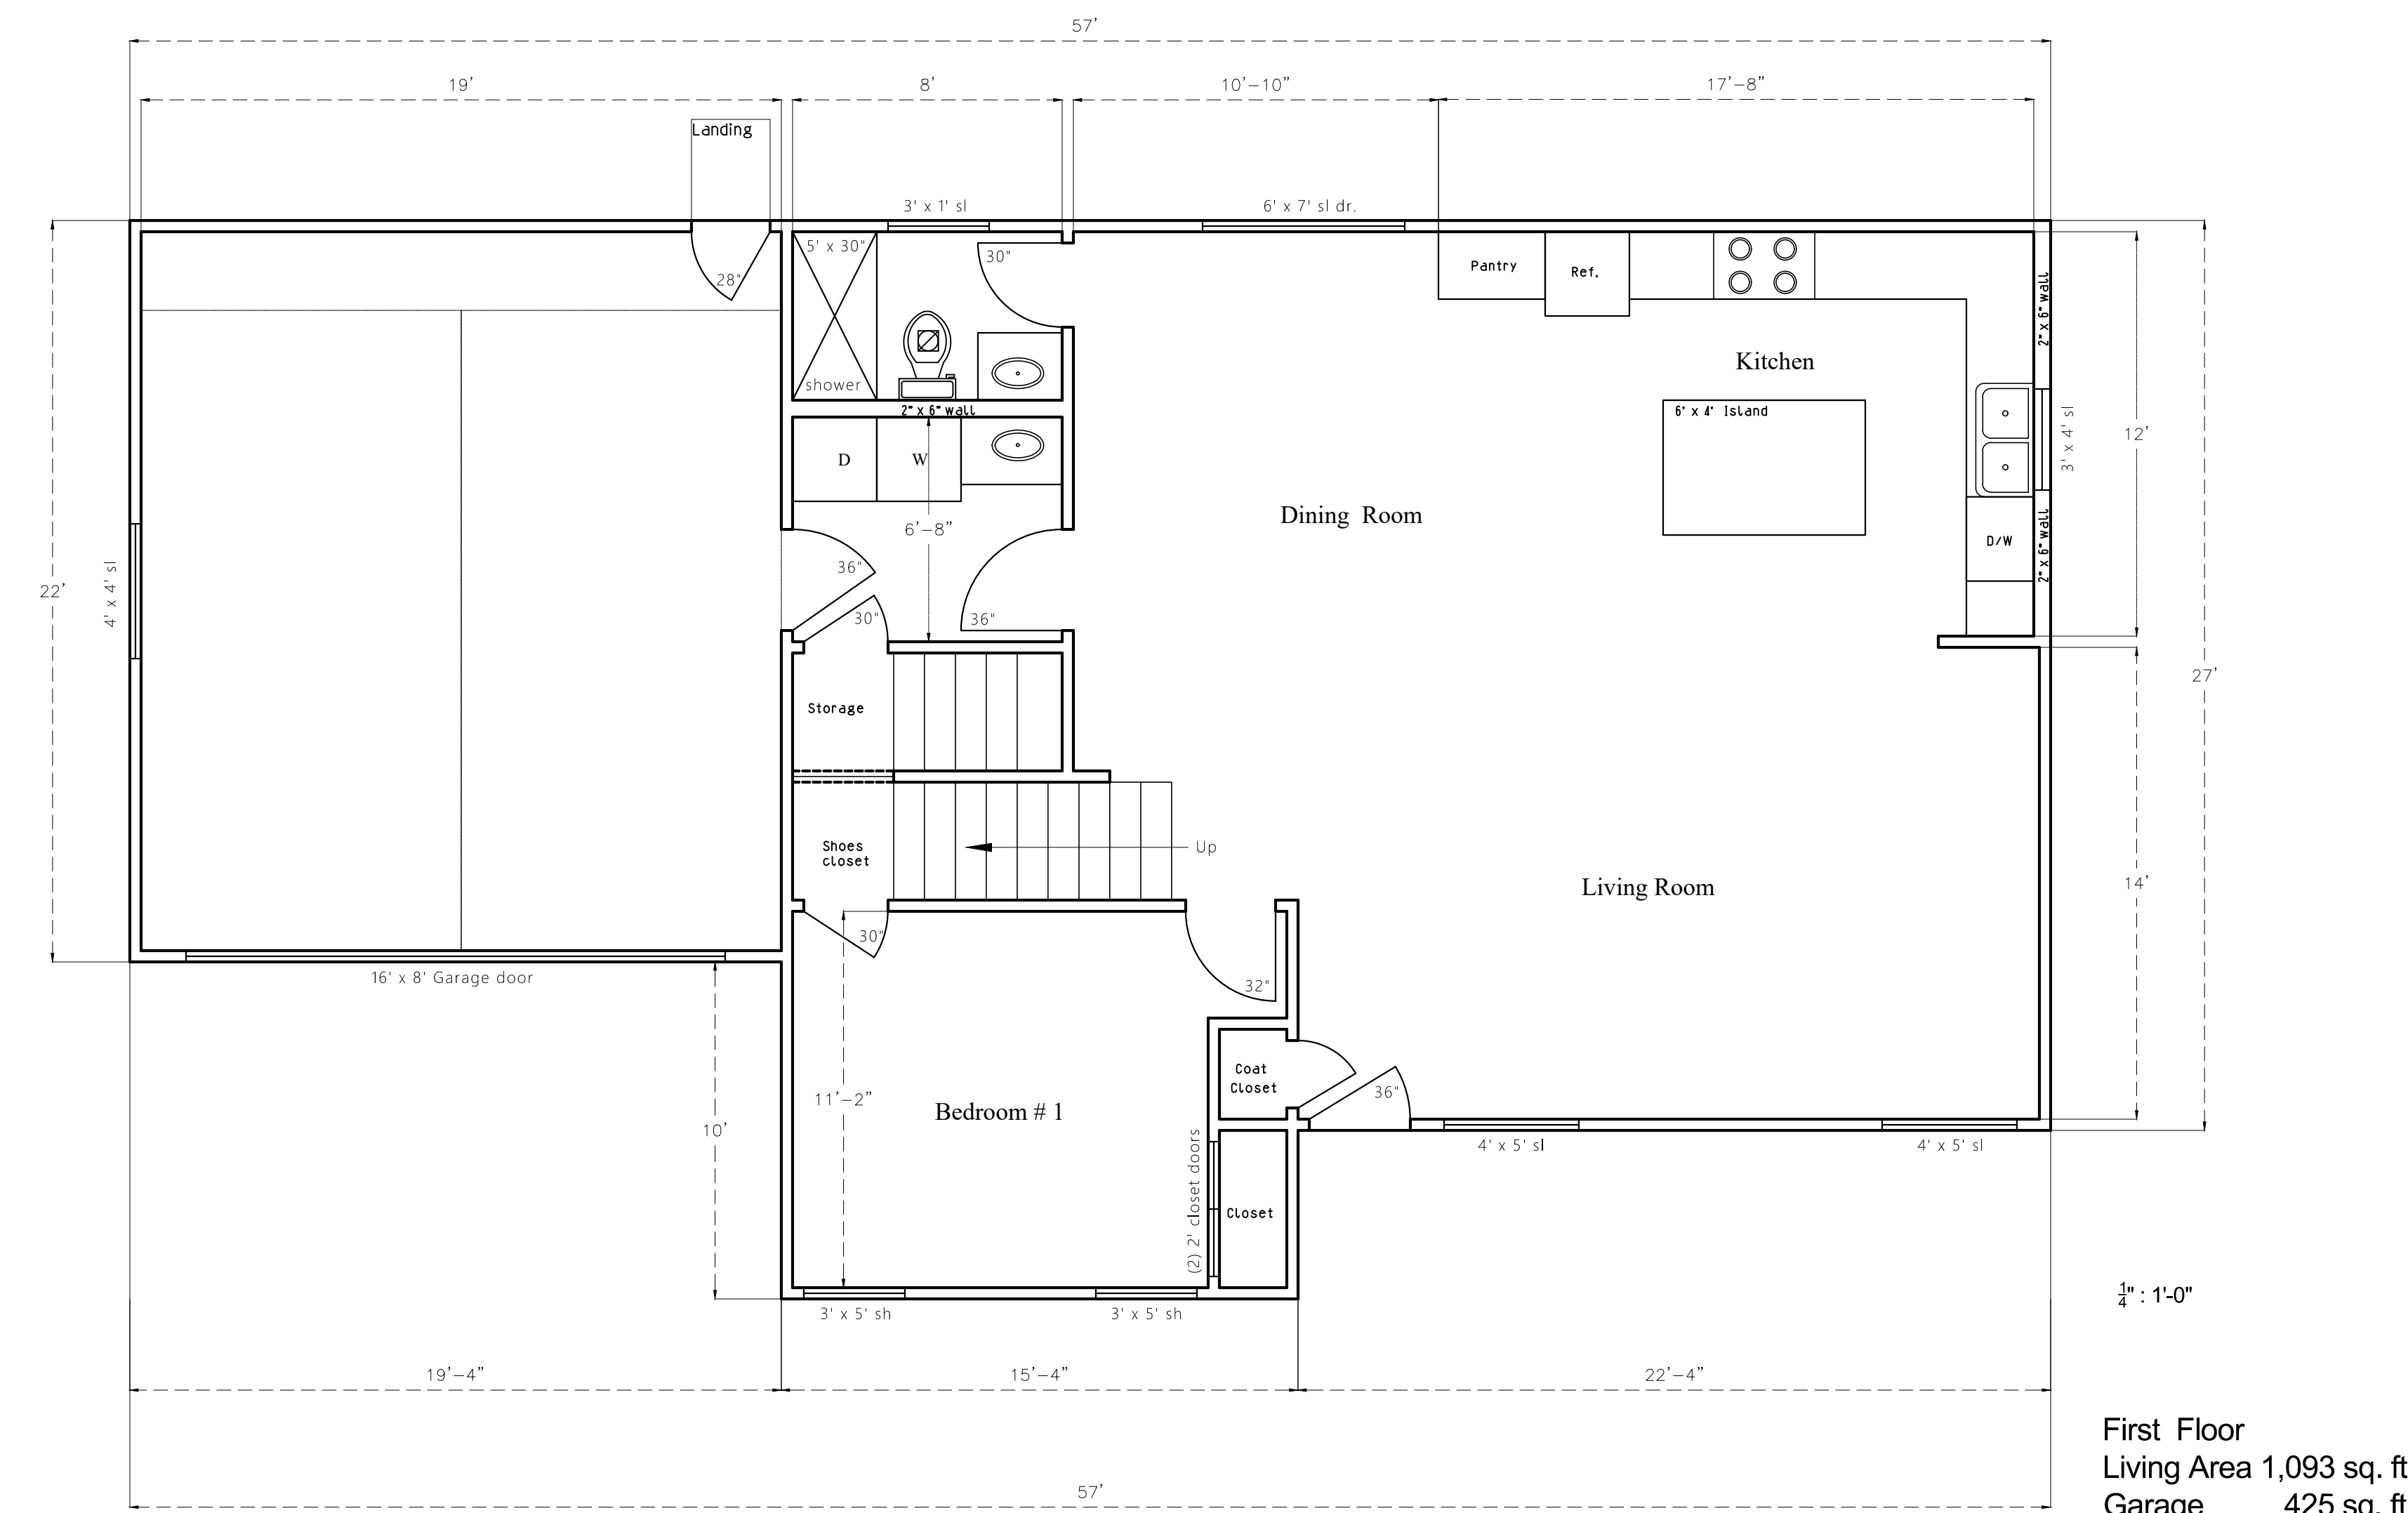 57'
19'
8'
10'-10"
17'-8"
Landing
3' x 1' sl
6' x 7' sl dr.
5' x 30"
30"
28"
Pantry
Ref.
2" x 6" wall
Kitchen
shower
2" x 6" wall
6' x 4' Island
3' x 4' sl
12'
D
W
Dining Room
6'-8"
D/W
2" x 6" wall
36"
22'
4' x 4' sl
30"
36"
27'
Storage
Shoes
closet
Up
Living Room
14'
30"
16' x 8' Garage door
32"
Coat
Closet
36"
11'-2"
Bedroom # 1
10'
4' x 5' sl
4' x 5' sl
(2) 2' closet doors
Closet
3' x 5' sh
3' x 5' sh
1/4" : 1'-0"
19'-4"
15'-4"
22'-4"
First Floor
Living Area 1,093 sq. ft
57'
Garage 425 sq. ft